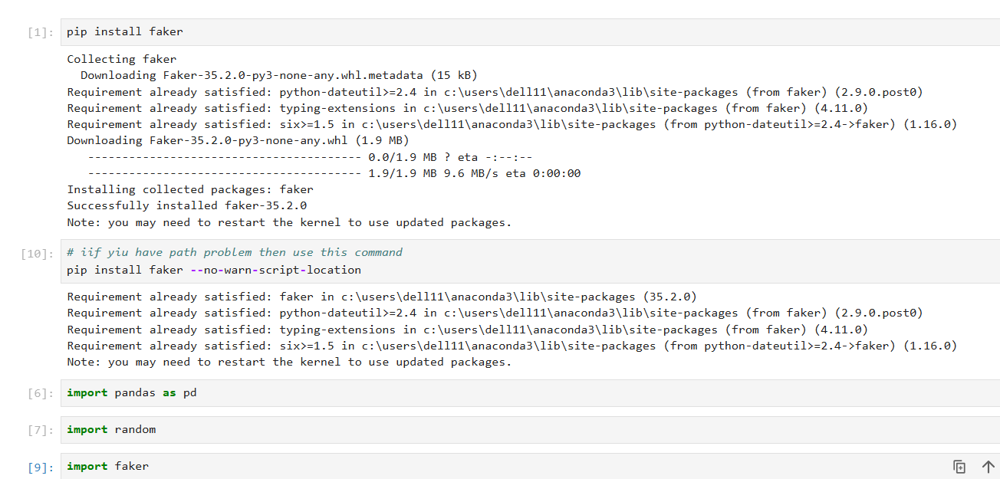 [1]: pip install faker
Collecting faker
  Downloading Faker-35.2.0-py3-none-any.whl.metadata (15 kB)
Requirement already satisfied: python-dateutil>=2.4 in c:\users\dell11\anaconda3\lib\site-packages (from faker) (2.9.0.post0)
Requirement already satisfied: typing-extensions in c:\users\dell11\anaconda3\lib\site-packages (from faker) (4.11.0)
Requirement already satisfied: six>=1.5 in c:\users\dell11\anaconda3\lib\site-packages (from python-dateutil>=2.4->faker) (1.16.0)
Downloading Faker-35.2.0-py3-none-any.whl (1.9 MB)
   ---------------------------------------- 0.0/1.9 MB ? eta -:--:--
   ---------------------------------------- 1.9/1.9 MB 9.6 MB/s eta 0:00:00
Installing collected packages: faker
Successfully installed faker-35.2.0
Note: you may need to restart the kernel to use updated packages.
[10]: # iif yiu have path problem then use this command
pip install faker --no-warn-script-location
Requirement already satisfied: faker in c:\users\dell11\anaconda3\lib\site-packages (35.2.0)
Requirement already satisfied: python-dateutil>=2.4 in c:\users\dell11\anaconda3\lib\site-packages (from faker) (2.9.0.post0)
Requirement already satisfied: typing-extensions in c:\users\dell11\anaconda3\lib\site-packages (from faker) (4.11.0)
Requirement already satisfied: six>=1.5 in c:\users\dell11\anaconda3\lib\site-packages (from python-dateutil>=2.4->faker) (1.16.0)
Note: you may need to restart the kernel to use updated packages.
[6]: import pandas as pd
[7]: import random
[9]: import faker